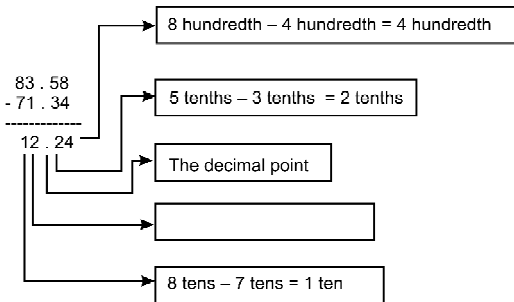 8 hundredth – 4 hundredth = 4 hundredth
83 . 58
- 71 . 34
--------------
12 . 24
5 tenths – 3 tenths = 2 tenths
The decimal point
8 tens – 7 tens = 1 ten